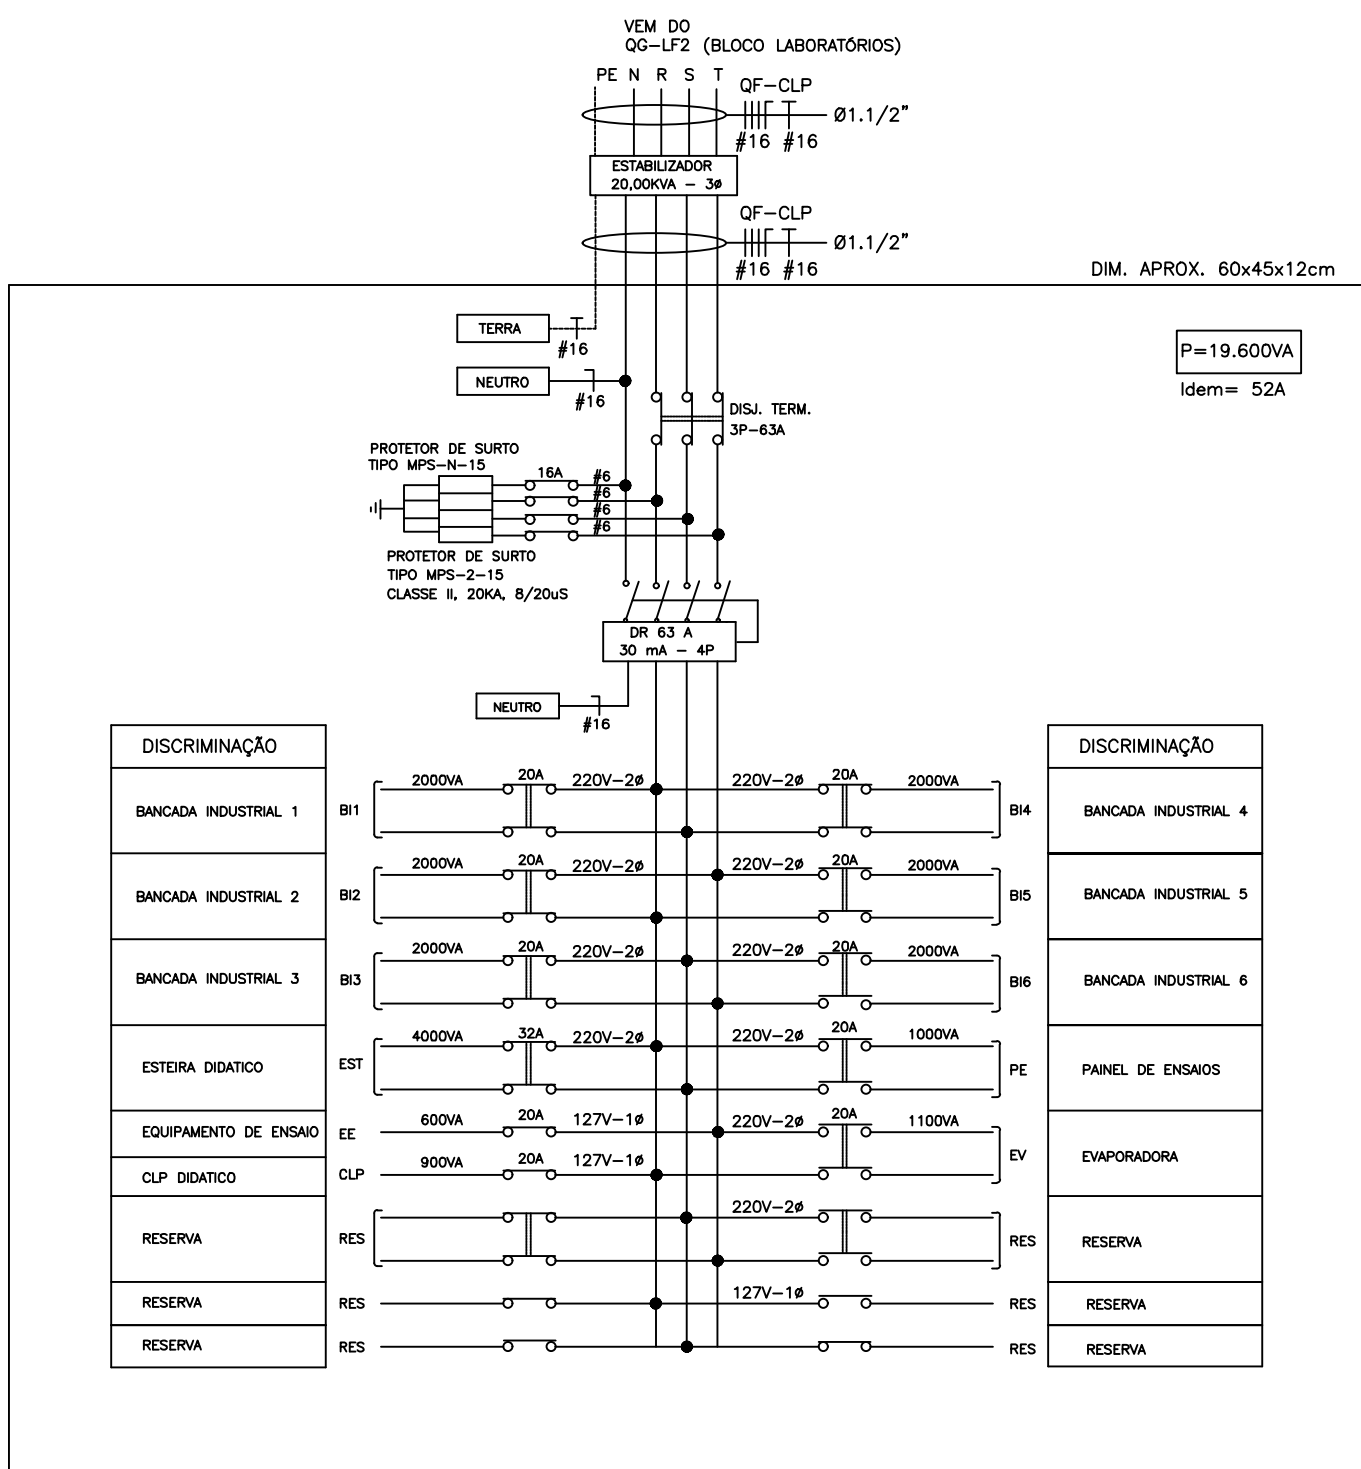 VEM DO
QG-LF2 (BLOCO LABORATÓRIOS)
PE N R S T
QF-CLP
Ø1.1/2"
#16 #16
ESTABILIZADOR
20,00KVA - 3ø
QF-CLP
Ø1.1/2"
#16 #16
DIM. APROX. 60x45x12cm
TERRA
#16
P=19.600VA
Idem= 52A
NEUTRO
#16
DISJ. TERM.
3P-63A
PROTETOR DE SURTO
TIPO MPS-N-15
16A
#6
#6
#6
#6
PROTETOR DE SURTO
TIPO MPS-2-15
CLASSE II, 20KA, 8/20uS
DR 63 A
30 mA - 4P
NEUTRO
#16
DISCRIMINAÇÃO
DISCRIMINAÇÃO
BANCADA INDUSTRIAL 1 BI1 2000VA 20A 220V-2ø 220V-2ø 20A 2000VA BI4 BANCADA INDUSTRIAL 4
BANCADA INDUSTRIAL 2 BI2 2000VA 20A 220V-2ø 220V-2ø 20A 2000VA BI5 BANCADA INDUSTRIAL 5
BANCADA INDUSTRIAL 3 BI3 2000VA 20A 220V-2ø 220V-2ø 20A 2000VA BI6 BANCADA INDUSTRIAL 6
ESTEIRA DIDATICO EST 4000VA 32A 220V-2ø 220V-2ø 20A 1000VA PE PAINEL DE ENSAIOS
EQUIPAMENTO DE ENSAIO EE 600VA 20A 127V-1ø 220V-2ø 20A 1100VA EV EVAPORADORA
CLP DIDATICO CLP 900VA 20A 127V-1ø
RESERVA RES 220V-2ø RES RESERVA
RESERVA RES 127V-1ø RES RESERVA
RESERVA RES RES RESERVA